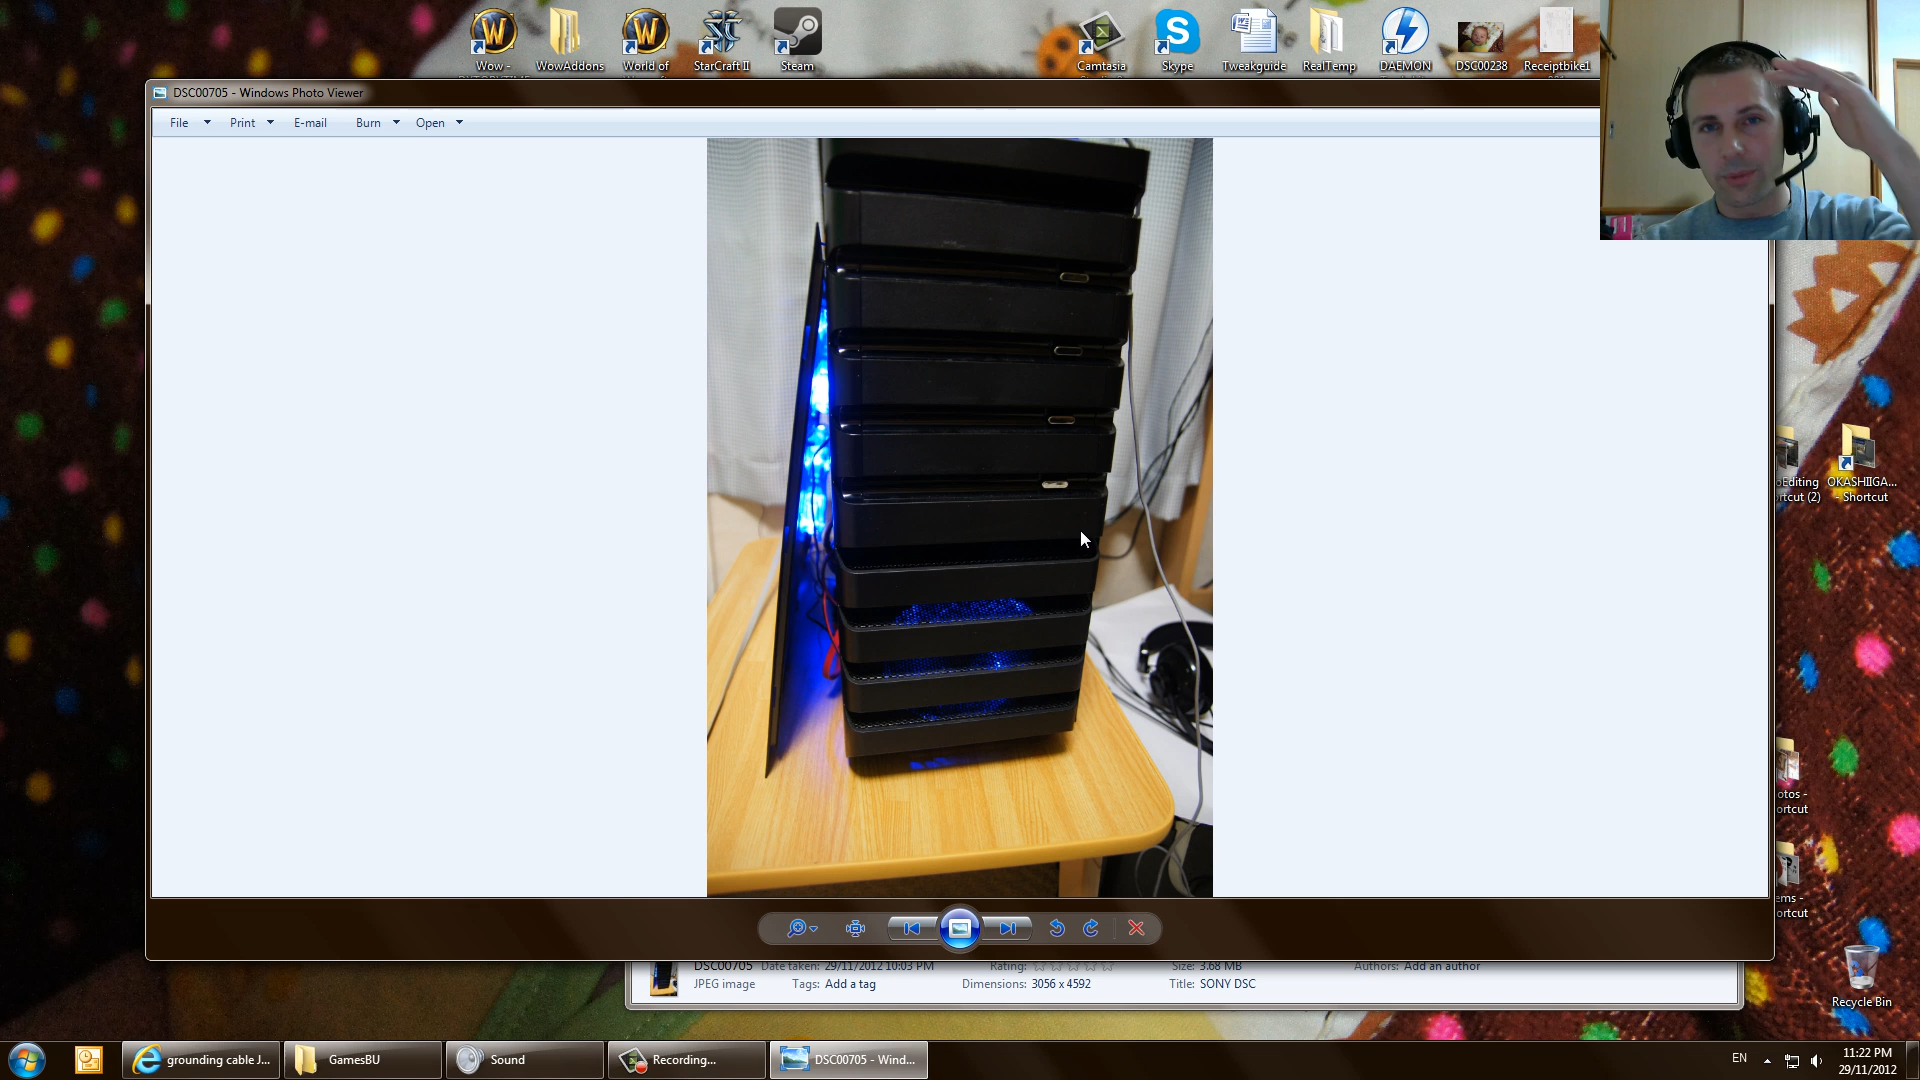 Wow -
WowAddons
World of
StarCraft II
Steam
Camtasia
Skype
Tweakguide
RealTemp
DAEMON
DSC00238
Receiptbike1
DSC00705 - Windows Photo Viewer
File
Print
E-mail
Burn
Open
oEditing
rtcut (2)
OKASHIIGA...
- Shortcut
otos -
ortcut
ems -
ortcut
DSC00705
Date taken: 29/11/2012 10:03 PM
Rating:
Size: 3.68 MB
Authors: Add an author
JPEG image
Tags: Add a tag
Dimensions: 3056 x 4592
Title: SONY DSC
Recycle Bin
grounding cable J...
GamesBU
Sound
Recording...
DSC00705 - Wind...
EN
11:22 PM
29/11/2012